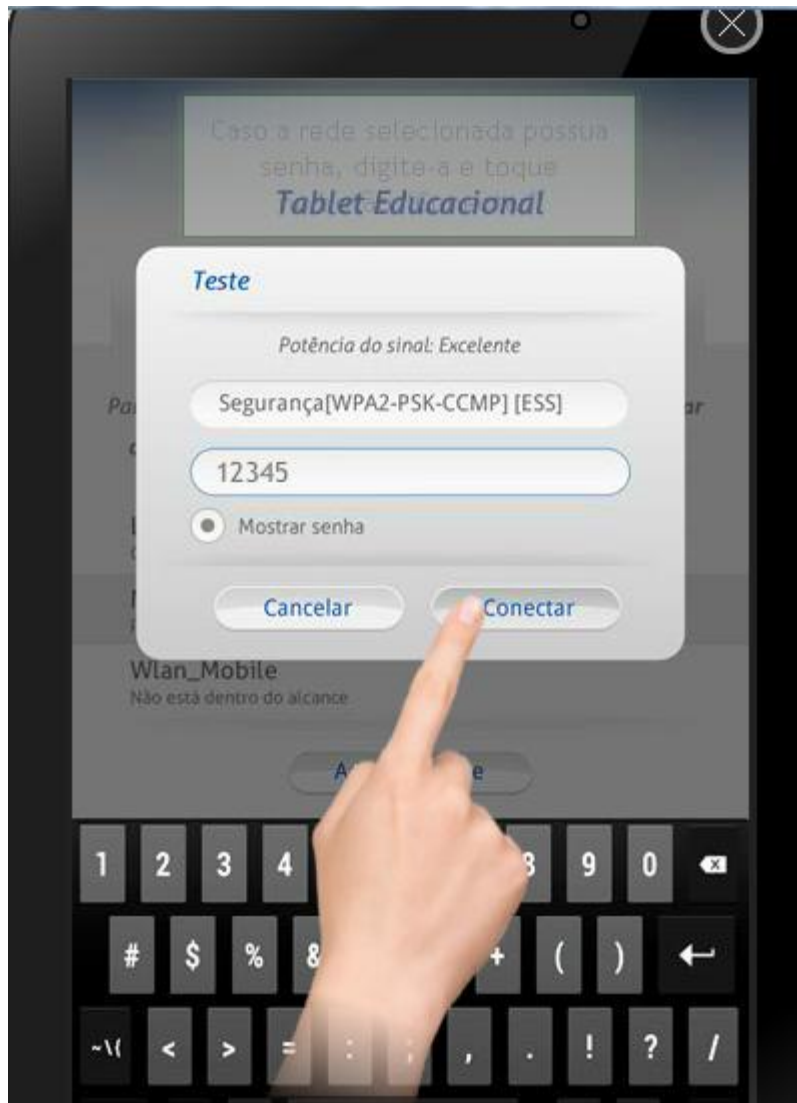 Caso a rede selecionada possua
senha, digite-a e toque
Tablet Educacional
Teste
Potência do sinal: Excelente
Segurança[WPA2-PSK-CCMP] [ESS]
12345
Mostrar senha
Cancelar Conectar
Wlan_Mobile
Não está dentro do alcance
1 2 3 4 8 9 0
# $ % & + ( )
~\{ < > = : ; , . ! ? /